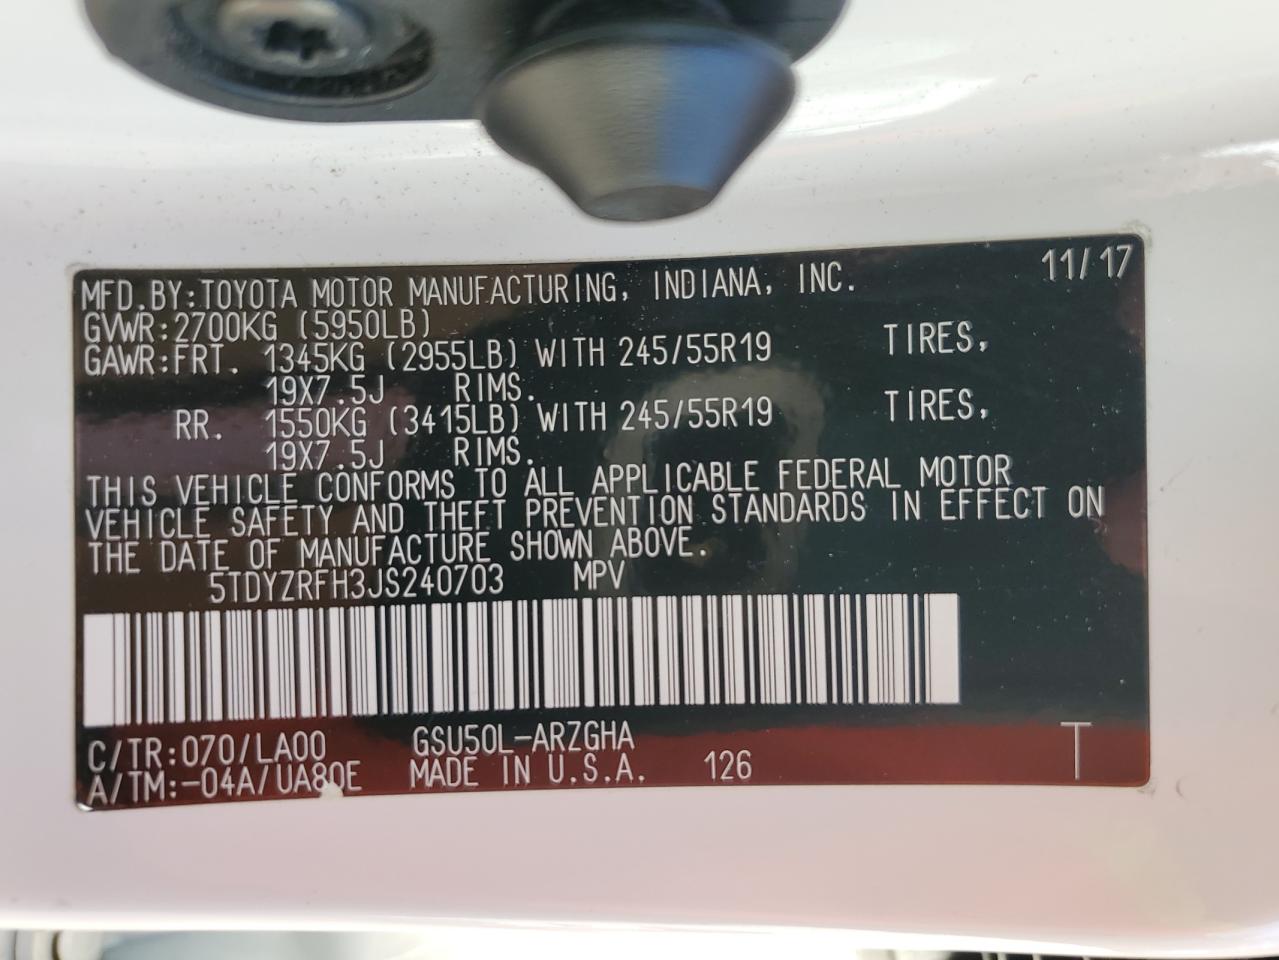 11/17
MFD.BY:TOYOTA MOTOR MANUFACTURING, INDIANA, INC.
GVWR:2700KG (5950LB)
GAWR:FRT. 1345KG (2955LB) WITH 245/55R19 TIRES,
19X7.5J RIMS.
RR. 1550KG (3415LB) WITH 245/55R19 TIRES,
19X7.5J RIMS.
THIS VEHICLE CONFORMS TO ALL APPLICABLE FEDERAL MOTOR
VEHICLE SAFETY AND THEFT PREVENTION STANDARDS IN EFFECT ON
THE DATE OF MANUFACTURE SHOWN ABOVE.
5TDYZRFH3JS240703 MPV
C/TR:070/LA00 GSU50L-ARZGHA
A/TM:-04A/UA80E MADE IN U.S.A. 126
T